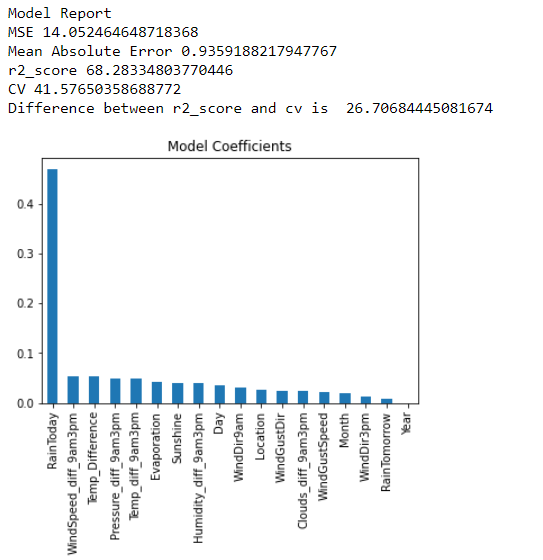 Model Report
MSE 14.052464648718368
Mean Absolute Error 0.9359188217947767
r2_score 68.28334803770446
CV 41.57650358688772
Difference between r2_score and cv is  26.70684445081674
Model Coefficients
0.4
0.3
0.2
0.1
0.0
RainToday
WindSpeed_diff_9am3pm
Temp_Difference
Pressure_diff_9am3pm
Temp_diff_9am3pm
Evaporation
Sunshine
Humidity_diff_9am3pm
Day
WindDir9am
Location
WindGustDir
Clouds_diff_9am3pm
WindGustSpeed
Month
WindDir3pm
RainTomorrow
Year